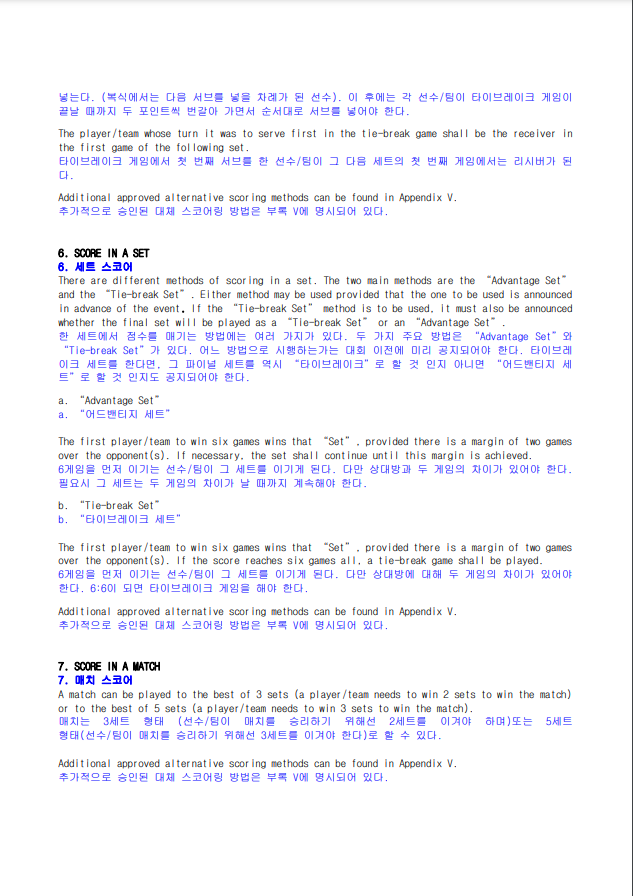 넣는다. (복식에서는 다음 서브를 넣을 차례가 된 선수). 이 후에는 각 선수/팀이 타이브레이크 게임이
끝날 때까지 두 포인트씩 번갈아 가면서 순서대로 서브를 넣어야 한다.
The player/team whose turn it was to serve first in the tie-break game shall be the receiver in
the first game of the following set.
타이브레이크 게임에서 첫 번째 서브를 한 선수/팀이 그 다음 세트의 첫 번째 게임에서는 리시버가 된
다.
Additional approved alternative scoring methods can be found in Appendix V.
추가적으로 승인된 대체 스코어링 방법은 부록 V에 명시되어 있다.
6. SCORE IN A SET
6. 세트 스코어
There are different methods of scoring in a set. The two main methods are the “Advantage Set”
and the “Tie-break Set”. Either method may be used provided that the one to be used is announced
in advance of the event. If the “Tie-break Set” method is to be used, it must also be announced
whether the final set will be played as a “Tie-break Set” or an “Advantage Set”.
한 세트에서 점수를 매기는 방법에는 여러 가지가 있다. 두 가지 주요 방법은 “Advantage Set”와
“Tie-break Set”가 있다. 어느 방법으로 시행하는가는 대회 이전에 미리 공지되어야 한다. 타이브레
이크 세트를 한다면, 그 파이널 세트를 역시 “타이브레이크”로 할 것 인지 아니면 “어드밴티지 세
트”로 할 것 인지도 공지되어야 한다.
a. “Advantage Set”
a. “어드밴티지 세트”
The first player/team to win six games wins that “Set”, provided there is a margin of two games
over the opponent(s). If necessary, the set shall continue until this margin is achieved.
6게임을 먼저 이기는 선수/팀이 그 세트를 이기게 된다. 다만 상대방과 두 게임의 차이가 있어야 한다.
필요시 그 세트는 두 게임의 차이가 날 때까지 계속해야 한다.
b. “Tie-break Set”
b. “타이브레이크 세트”
The first player/team to win six games wins that “Set”, provided there is a margin of two games
over the opponent(s). If the score reaches six games all, a tie-break game shall be played.
6게임을 먼저 이기는 선수/팀이 그 세트를 이기게 된다. 다만 상대방에 대해 두 게임의 차이가 있어야
한다. 6:6이 되면 타이브레이크 게임을 해야 한다.
Additional approved alternative scoring methods can be found in Appendix V.
추가적으로 승인된 대체 스코어링 방법은 부록 V에 명시되어 있다.
7. SCORE IN A MATCH
7. 매치 스코어
A match can be played to the best of 3 sets (a player/team needs to win 2 sets to win the match)
or to the best of 5 sets (a player/team needs to win 3 sets to win the match).
매치는 3세트 형태 (선수/팀이 매치를 승리하기 위해선 2세트를 이겨야 하며)또는 5세트
형태(선수/팀이 매치를 승리하기 위해선 3세트를 이겨야 한다)로 할 수 있다.
Additional approved alternative scoring methods can be found in Appendix V.
추가적으로 승인된 대체 스코어링 방법은 부록 V에 명시되어 있다.